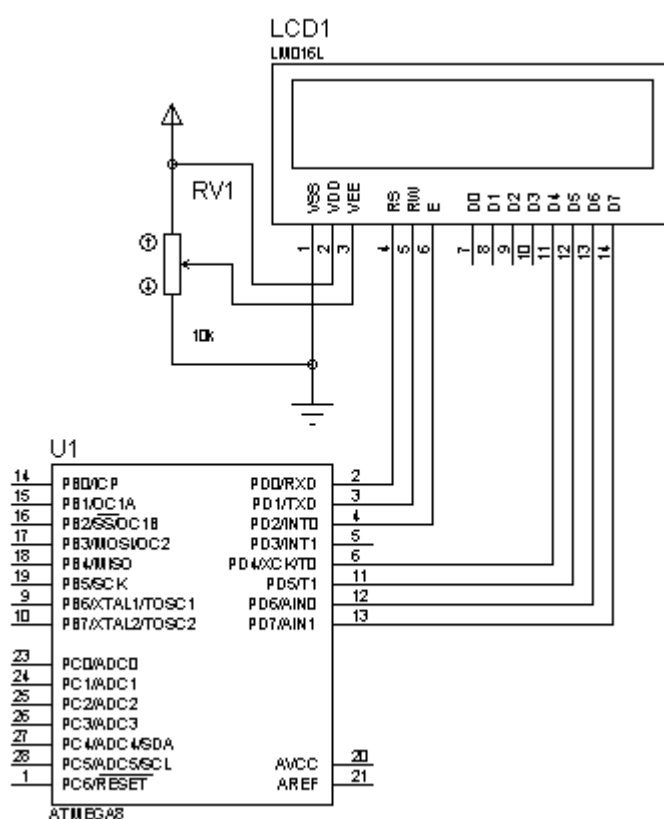 LCD1
LM016L
RV1
VSS
VDD
VEE
RS
RW
E
D0
D1
D2
D3
D4
D5
D6
D7
1
2
3
4
5
6
7
8
9
10
11
12
13
14
10k
U1
14 PB0/ICP PD0/RXD 2
15 PB1/OC1A PD1/TXD 3
16 PB2/SS/OC1B PD2/INT0 4
17 PB3/MOSI/OC2 PD3/INT1 5
18 PB4/MISO PD4/XCK/T0 6
19 PB5/SCK PD5/T1 11
9 PB6/XTAL1/TOSC1 PD6/AIN0 12
10 PB7/XTAL2/TOSC2 PD7/AIN1 13
23 PC0/ADC0
24 PC1/ADC1
25 PC2/ADC2
26 PC3/ADC3
27 PC4/ADC4/SDA
28 PC5/ADC5/SCL AVCC 20
1 PC6/RESET AREF 21
ATMEGA8